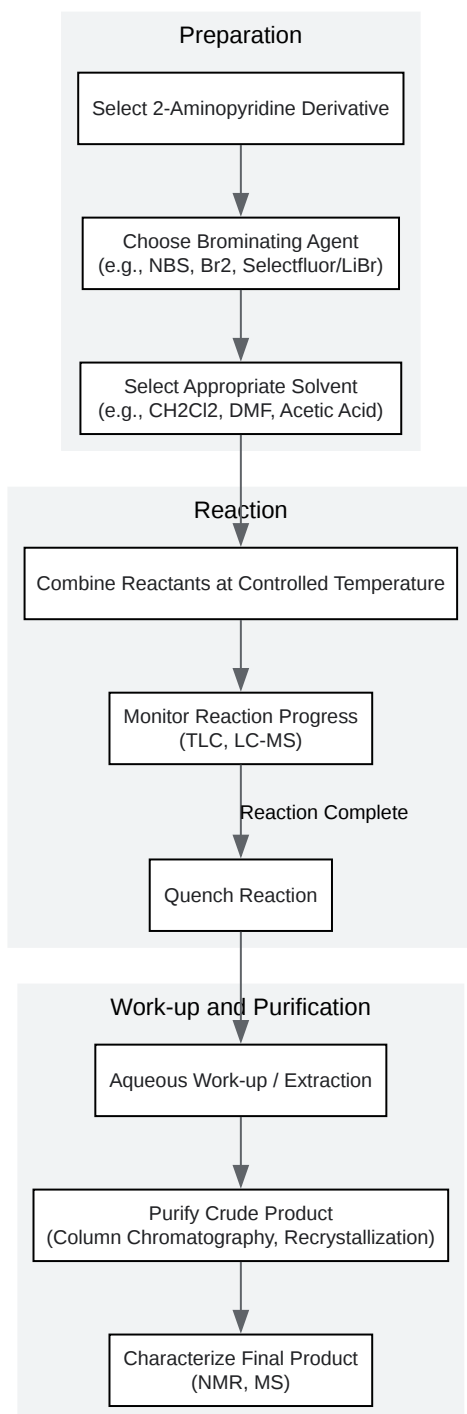 Preparation
Select 2-Aminopyridine Derivative
Choose Brominating Agent
(e.g., NBS, Br2, Selectfluor/LiBr)
Select Appropriate Solvent
(e.g., CH2Cl2, DMF, Acetic Acid)
Reaction
Combine Reactants at Controlled Temperature
Monitor Reaction Progress
(TLC, LC-MS)
Reaction Complete
Quench Reaction
Work-up and Purification
Aqueous Work-up / Extraction
Purify Crude Product
(Column Chromatography, Recrystallization)
Characterize Final Product
(NMR, MS)